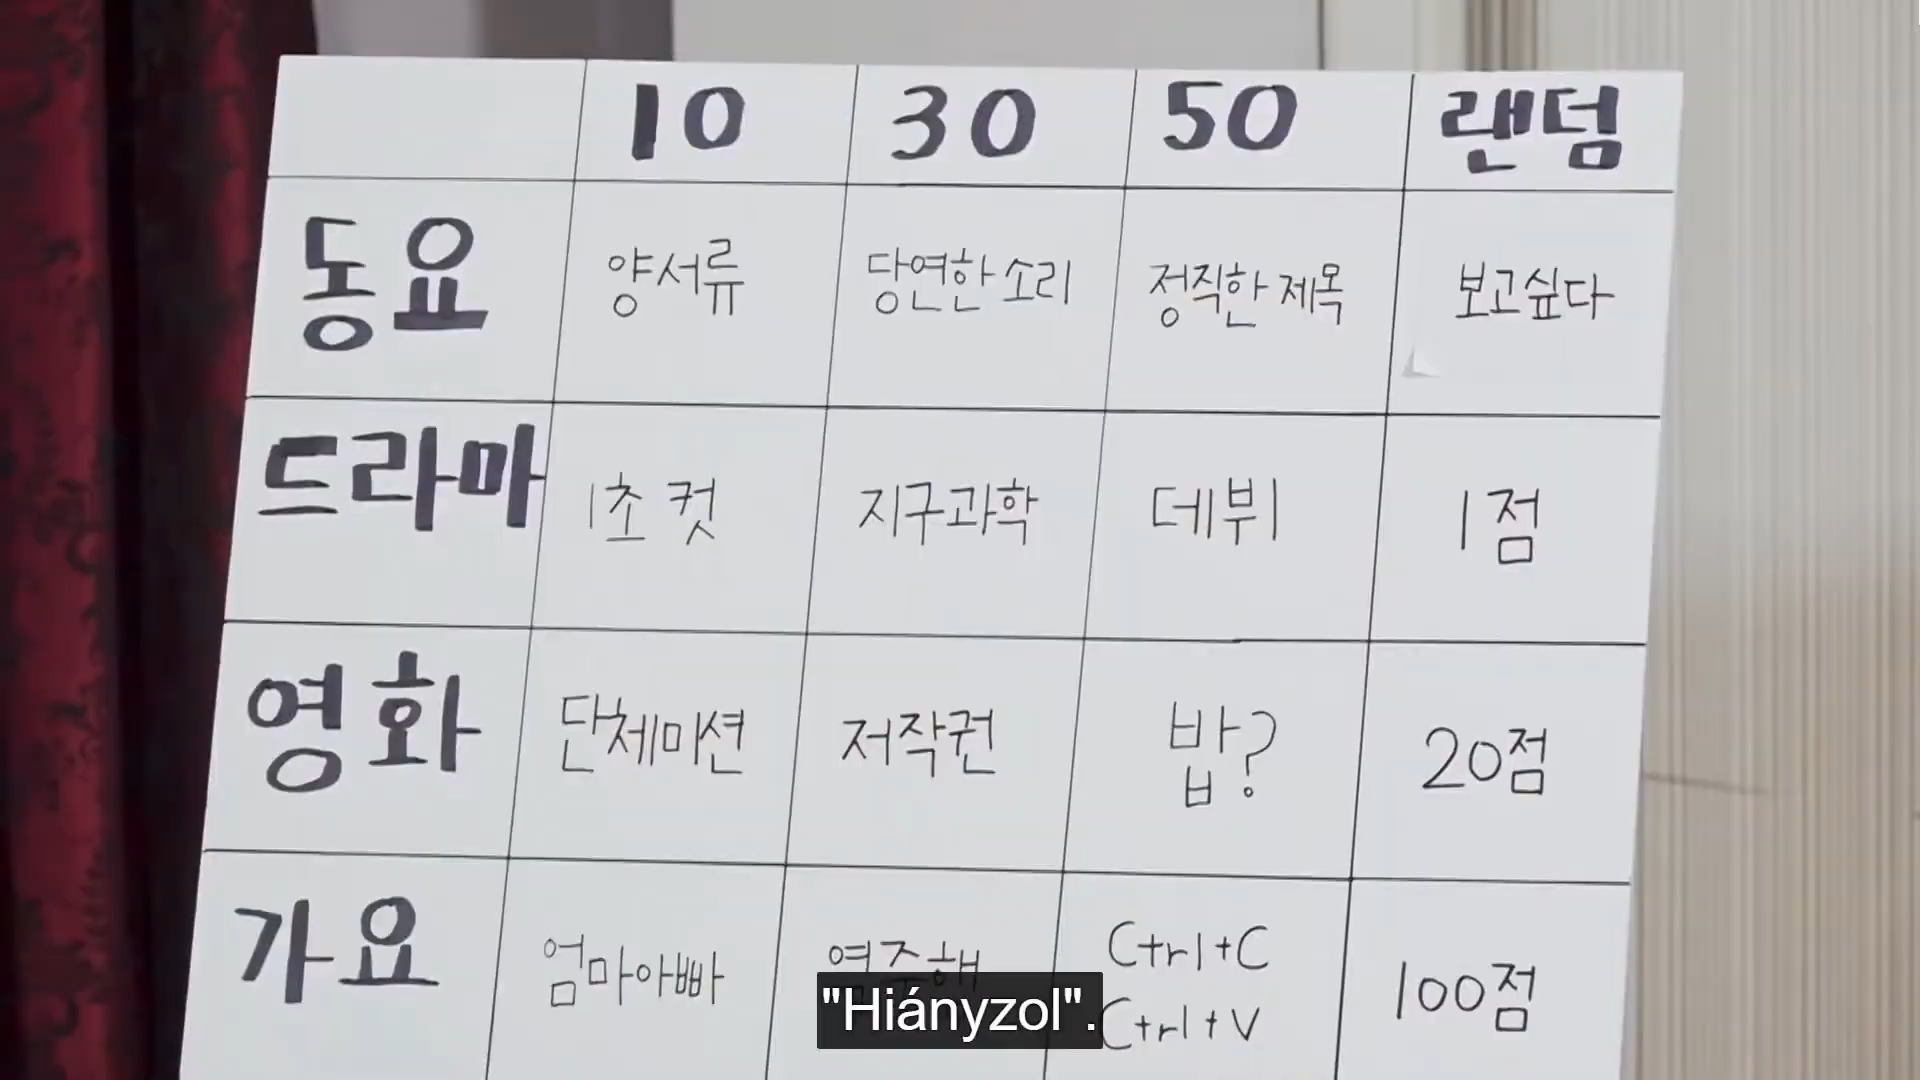 10 30 50 랜덤
동요 양서류 당연한 소리 정직한 제목 보고싶다
드라마 1초 컷 지구과학 데뷔 1점
영화 단체미션 저작권 밥? 20점
가요 엄마아빠 Ctrl+C 100점
Ctrl+V
"Hiányzol".